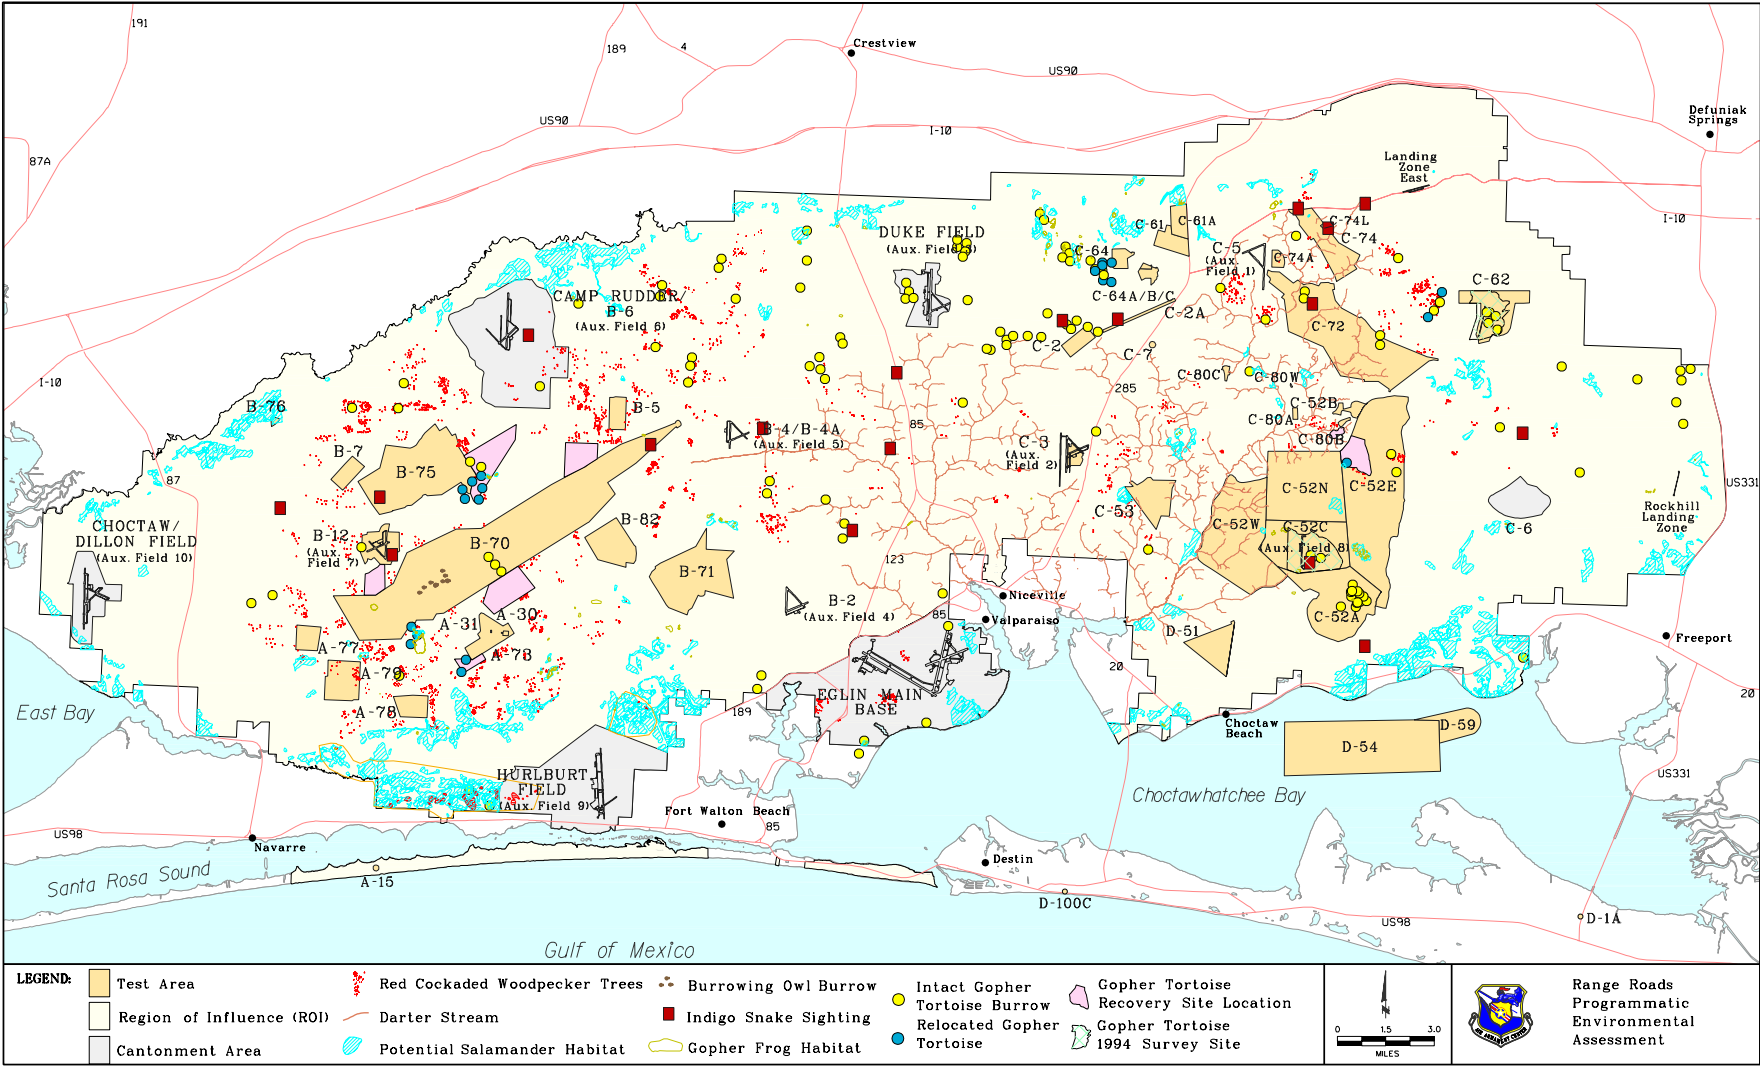 191
189
4
Crestview
US90
US90
I-10
Defuniak
Springs
87A
Landing
Zone
East
I-10
C-61
C-61A
C-74L
C-74
DUKE FIELD
(Aux. Field 3)
C-64
C-5
(Aux.
Field 1)
C-74A
C-62
CAMP RUDDER
B-6
(Aux. Field 6)
C-64A/B/C
C-2A
C-72
C-2
C-7
I-10
C-80C
C-80W
285
B-76
B-5
C-52B
C-80A
85
B-4/B-4A
(Aux. Field 5)
C-3
(Aux.
Field 2)
C-80B
B-7
B-75
87
C-52N
C-52E
US331
C-53
Rockhill
Landing
Zone
CHOCTAW/
DILLON FIELD
(Aux. Field 10)
B-12
(Aux.
Field 7)
B-82
B-70
C-52W
C-52C
(Aux. Field 8)
C-6
123
B-71
Niceville
B-2
(Aux. Field 4)
85
Valparaiso
A-30
A-31
C-52A
D-51
Freeport
A-77
A-73
A-79
20
20
EGLIN MAIN
BASE
189
East Bay
A-78
Choctaw
Beach
D-59
D-54
HURLBURT
FIELD
(Aux. Field 9)
US331
Choctawhatchee Bay
Fort Walton Beach
85
US98
Navarre
Destin
Santa Rosa Sound
A-15
D-100C
US98
D-1A
Gulf of Mexico
LEGEND:
Test Area
Region of Influence (ROI)
Cantonment Area
Red Cockaded Woodpecker Trees
Darter Stream
Potential Salamander Habitat
Burrowing Owl Burrow
Indigo Snake Sighting
Gopher Frog Habitat
Intact Gopher
Tortoise Burrow
Relocated Gopher
Tortoise
Gopher Tortoise
Recovery Site Location
Gopher Tortoise
1994 Survey Site
0 1.5 3.0
MILES
AIR ARMAMENT CENTER
Range Roads
Programmatic
Environmental
Assessment